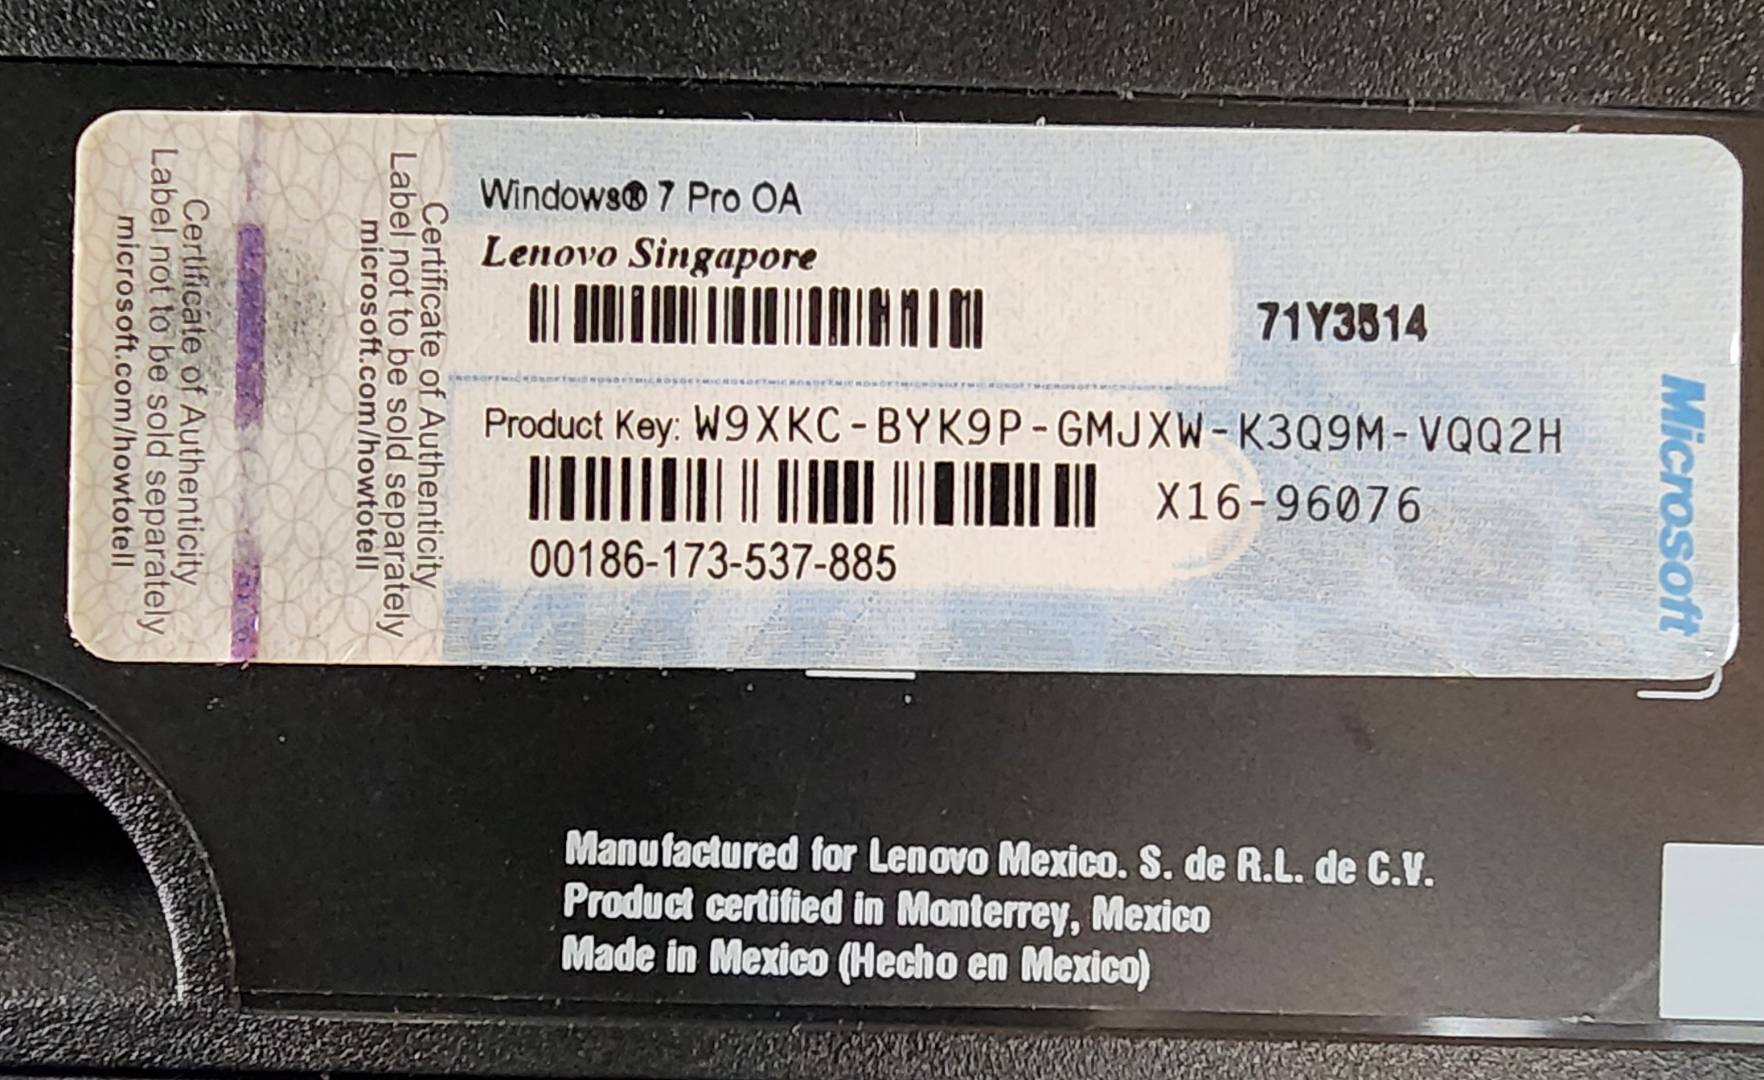 Certificate of Authenticity
Label not to be sold separately
microsoft.com/howtotell
Certificate of Authenticity
Label not to be sold separately
microsoft.com/howtotell
Windows® 7 Pro OA
Lenovo Singapore
71Y3514
Product Key: W9XKC-BYK9P-GMJXW-K3Q9M-VQQ2H
X16-96076
00186-173-537-885
Microsoft
Manufactured for Lenovo Mexico. S. de R.L. de C.V.
Product certified in Monterrey, Mexico
Made in Mexico (Hecho en Mexico)